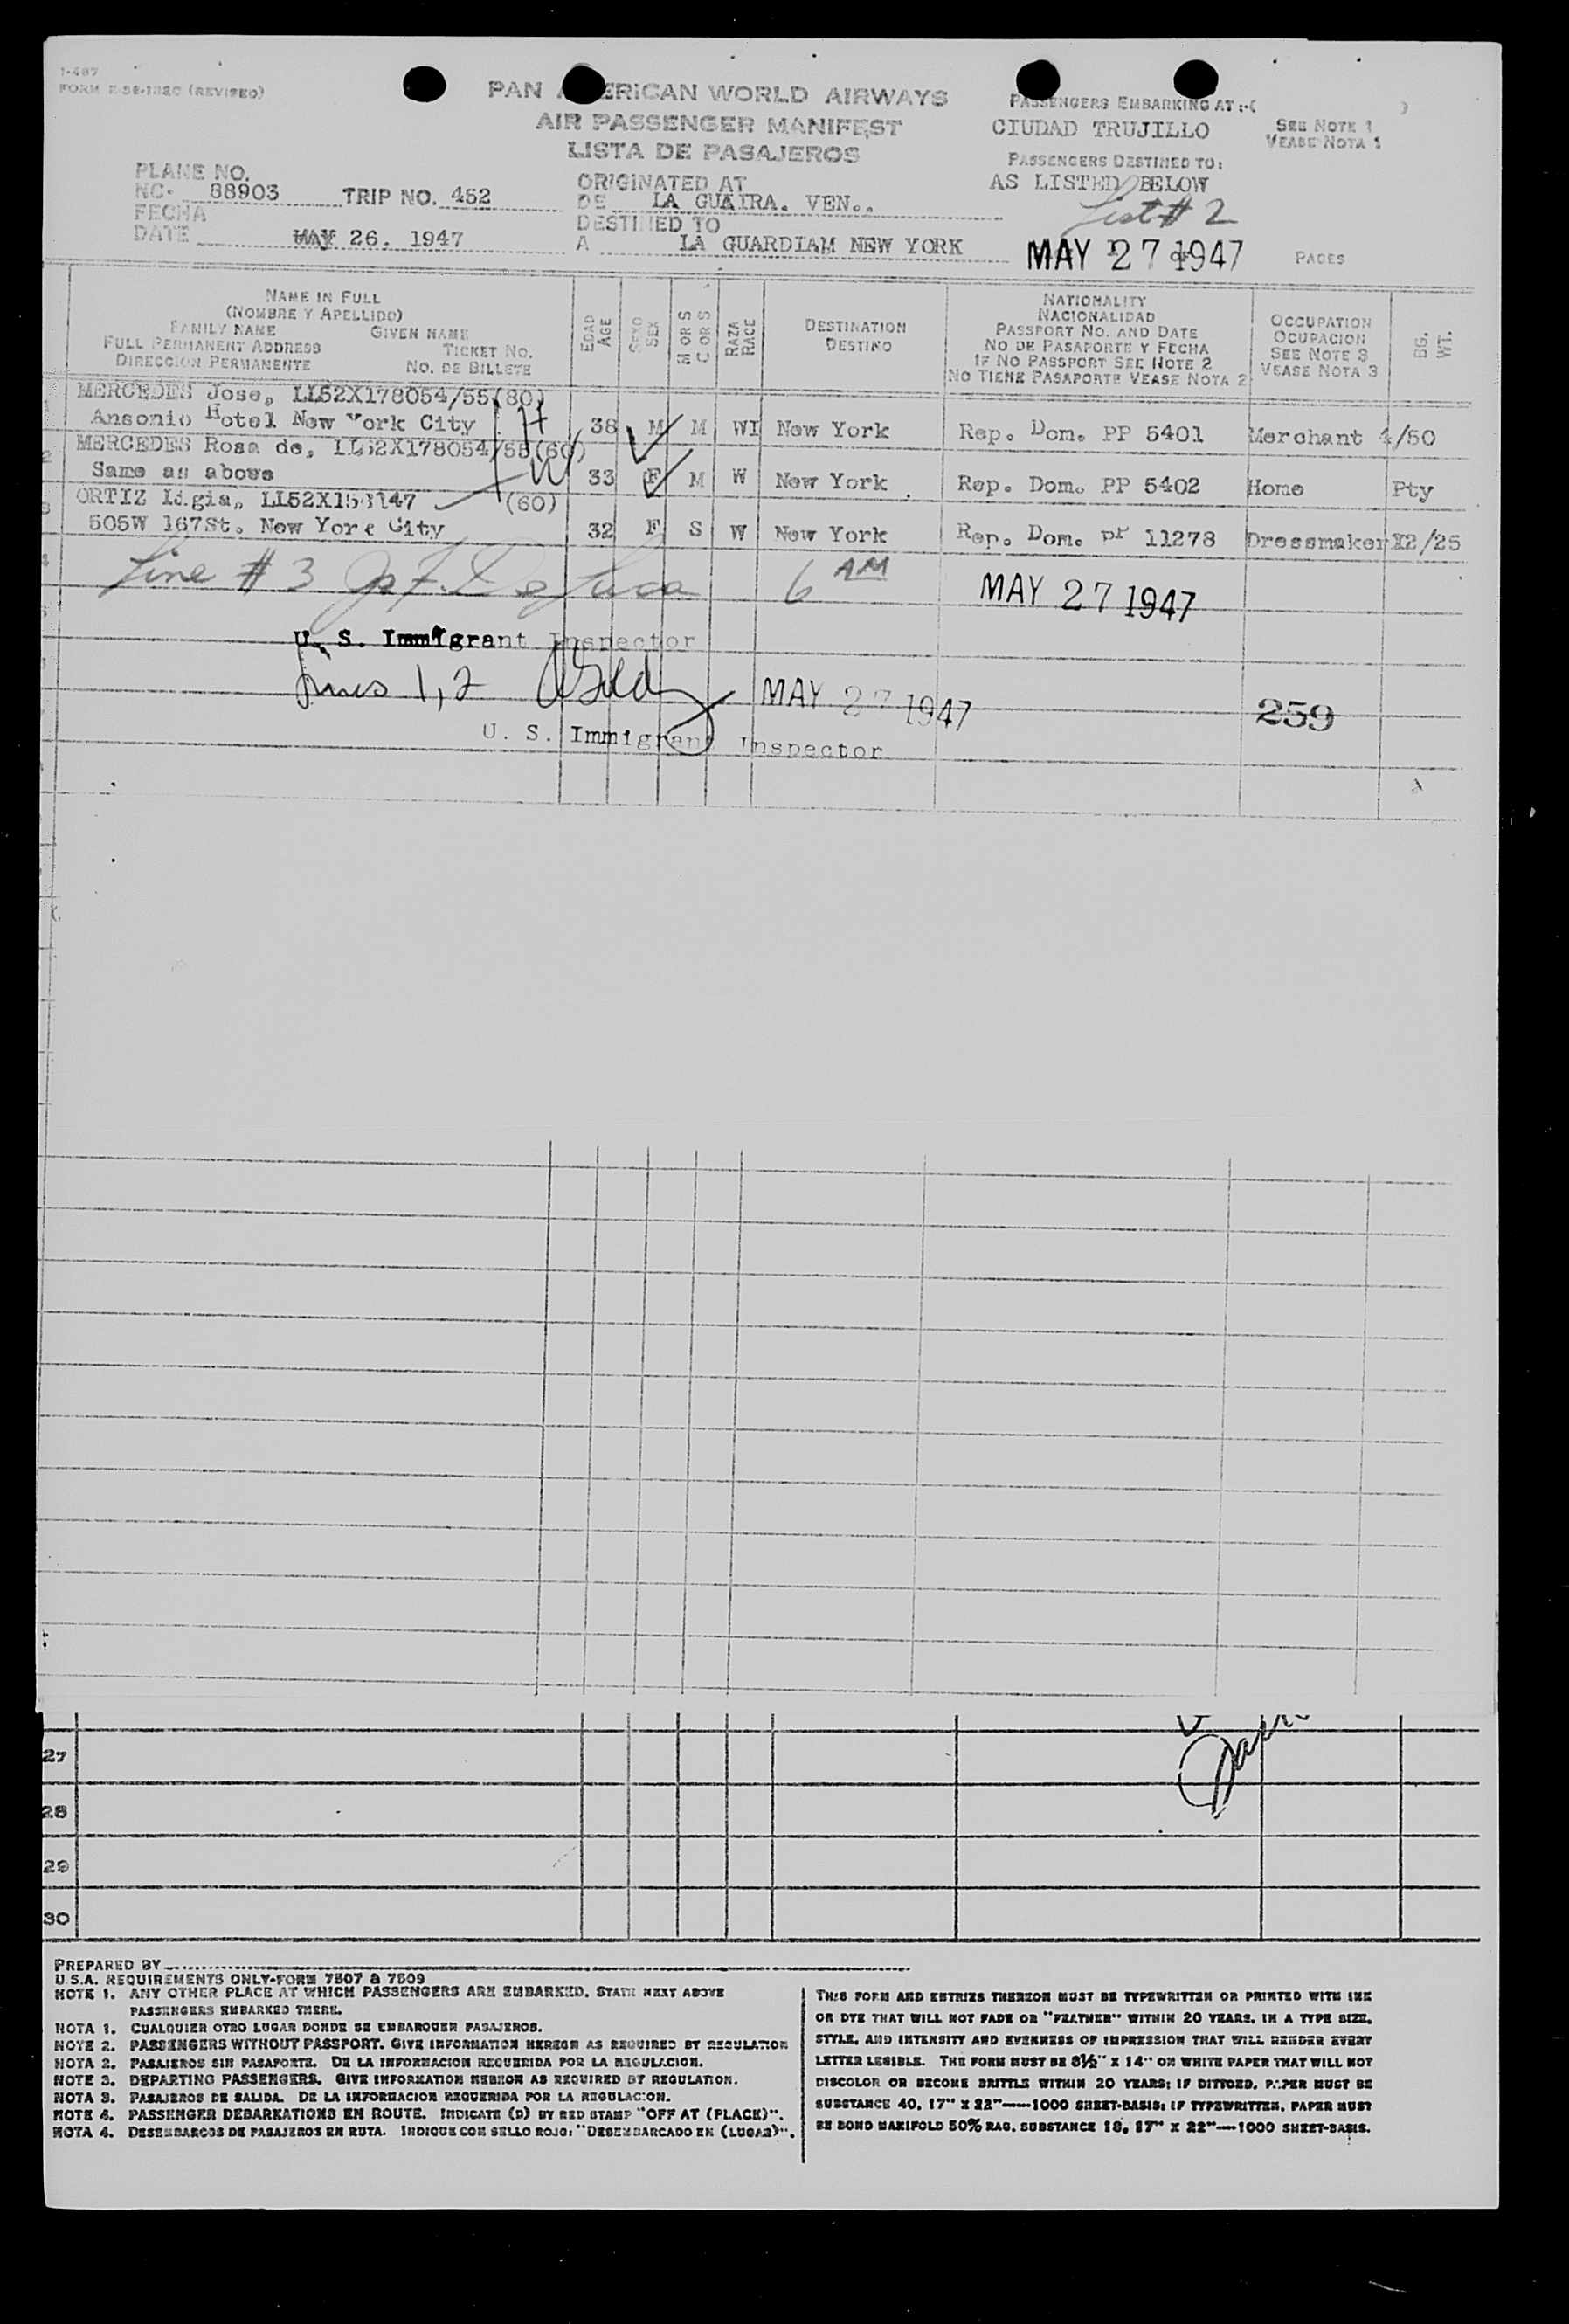 I-487
FORM E-56-132C (REVISED)
PAN AMERICAN WORLD AIRWAYS
AIR PASSENGER MANIFEST
LISTA DE PASAJEROS
PASSENGERS EMBARKING AT :-( )
CIUDAD TRUJILLO
SEE NOTE 1
VEASE NOTA 1
PASSENGERS DESTINED TO:
AS LISTED BELOW
List # 2
PLANE NO.
NC- 88903 TRIP NO. 452
FECHA
DATE MAY 26. 1947
ORIGINATED AT
DE LA GUAIRA. VEN..
DESTINED TO
A LA GUARDIAM NEW YORK
MAY 27 1947
PAGES
NAME IN FULL
(NOMBRE Y APELLIDO)
FAMILY NAME GIVEN NAME
FULL PERMANENT ADDRESS TICKET NO.
DIRECCION PERMANENTE NO. DE BILLETE
EDAD
AGE
SEXO
SEX
M OR S
C OR S
RAZA
RACE
DESTINATION
DESTINO
NATIONALITY
NACIONALIDAD
PASSPORT NO. AND DATE
NO DE PASAPORTE Y FECHA
IF NO PASSPORT SEE NOTE 2
NO TIENE PASAPORTE VEASE NOTA 2
OCCUPATION
OCUPACION
SEE NOTE 3
VEASE NOTA 3
BG.
WT.
MERCEDES Jose, LL52X178054/55(80)
Ansonio Hotel New York City 38 M M WI New York Rep. Dom. PP 5401 Merchant 4/50
2 MERCEDES Rosa de, LL52X178054/55(60)
Same as above 33 F M W New York Rep. Dom. PP 5402 Home Pty
3 ORTIZ LL52X153147 (60)
505W 167St. New York City 32 F S W New York Rep. Dom. PP 11278 Dressmaker 12/25
Line # 3 6 AM MAY 27 1947
U. S. Immigrant Inspector
Lines 1, 2 MAY 27 1947
259
U. S. Immigrant Inspector
27
28
29
30
PREPARED BY
U.S.A. REQUIREMENTS ONLY-FORM 7507 & 7509
NOTE 1. ANY OTHER PLACE AT WHICH PASSENGERS ARE EMBARKED. STATE NEXT ABOVE
PASSENGERS EMBARKED THERE.
NOTA 1. CUALQUIER OTRO LUGAR DONDE SE EMBARQUEN PASAJEROS.
NOTE 2. PASSENGERS WITHOUT PASSPORT. GIVE INFORMATION HEREON AS REQUIRED BY REGULATION
NOTA 2. PASAJEROS SIN PASAPORTE. DE LA INFORMACION REQUERIDA POR LA REGULACION.
NOTE 3. DEPARTING PASSENGERS. GIVE INFORMATION HEREON AS REQUIRED BY REGULATION.
NOTA 3. PASAJEROS DE SALIDA. DE LA INFORMACION REQUERIDA POR LA REGULACION.
NOTE 4. PASSENGER DEBARKATIONS EN ROUTE. INDICATE (D) BY RED STAMP "OFF AT (PLACE)".
NOTA 4. DESEMBARCOS DE PASAJEROS EN RUTA. INDIQUE CON SELLO ROJO: "DESEMBARCADO EN (LUGAR)".
THIS FORM AND ENTRIES THEREON MUST BE TYPEWRITTEN OR PRINTED WITH INK
OR DYE THAT WILL NOT FADE OR "FEATHER" WITHIN 20 YEARS. IN A TYPE SIZE,
STYLE, AND INTENSITY AND EVENNESS OF IMPRESSION THAT WILL RENDER EVERY
LETTER LEGIBLE. THE FORM MUST BE 8½" X 14" ON WHITE PAPER THAT WILL NOT
DISCOLOR OR BECOME BRITTLE WITHIN 20 YEARS; IF DITTOED, PAPER MUST BE
SUBSTANCE 40, 17" X 22"——1000 SHEET-BASIS; IF TYPEWRITTEN, PAPER MUST
BE BOND MANIFOLD 50% RAG, SUBSTANCE 18, 17" X 22"——1000 SHEET-BASIS.